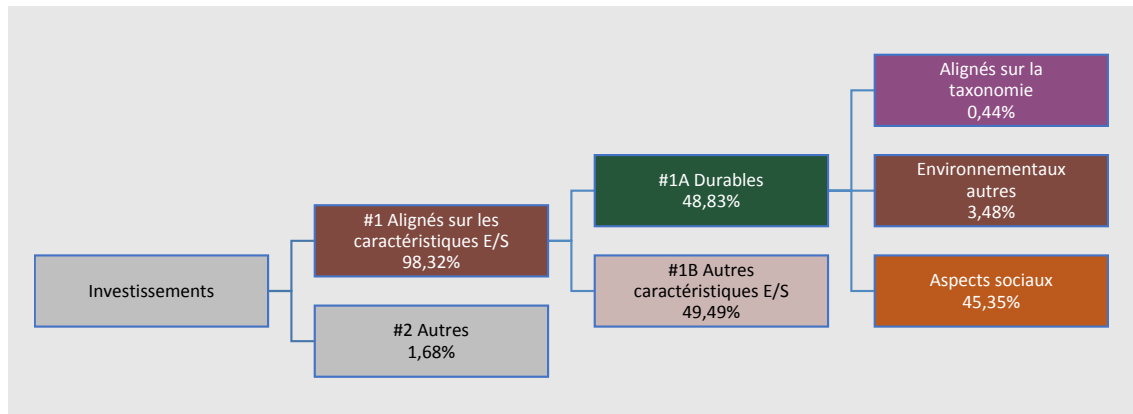 Investissements
#1 Alignés sur les
caractéristiques E/S
98,32%
#2 Autres
1,68%
#1A Durables
48,83%
#1B Autres
caractéristiques E/S
49,49%
Alignés sur la
taxonomie
0,44%
Environnementaux
autres
3,48%
Aspects sociaux
45,35%